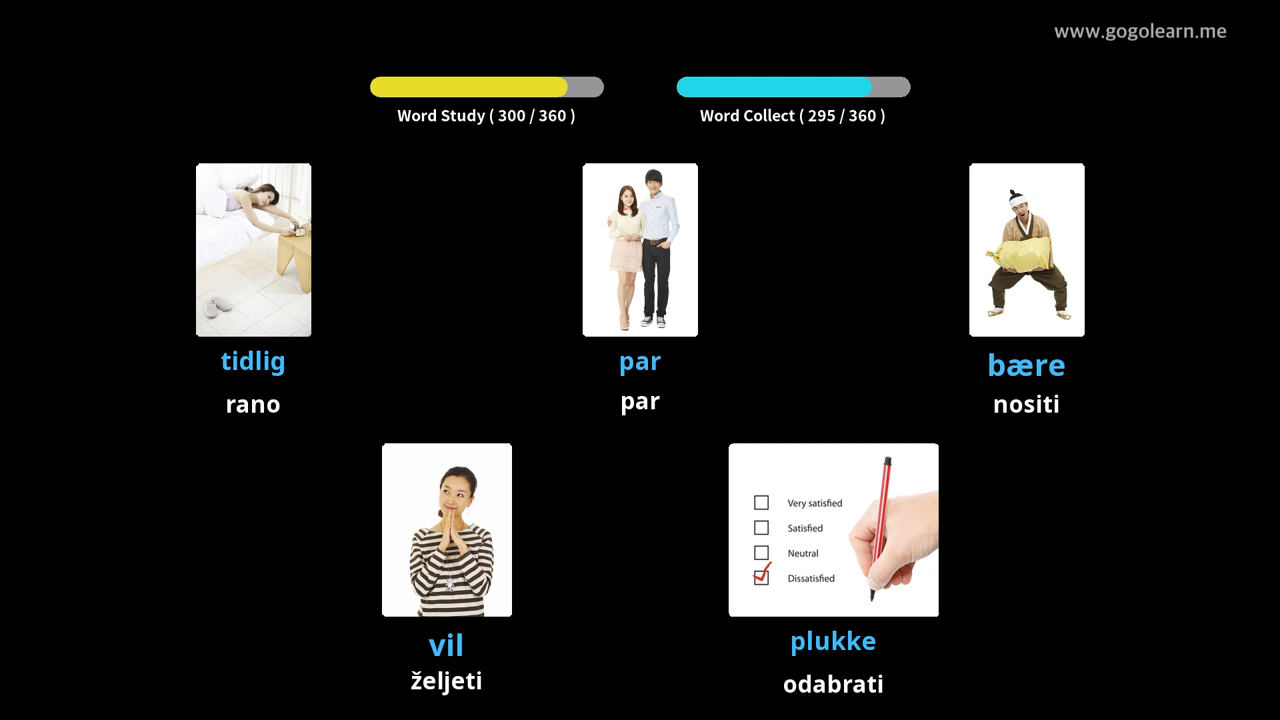 www.gogolearn.me
Word Study ( 300 / 360 )
Word Collect ( 295 / 360 )
tidlig
rano
par
par
bære
nositi
vil
željeti
Very satisfied
Satisfied
Neutral
Dissatisfied
plukke
odabrati